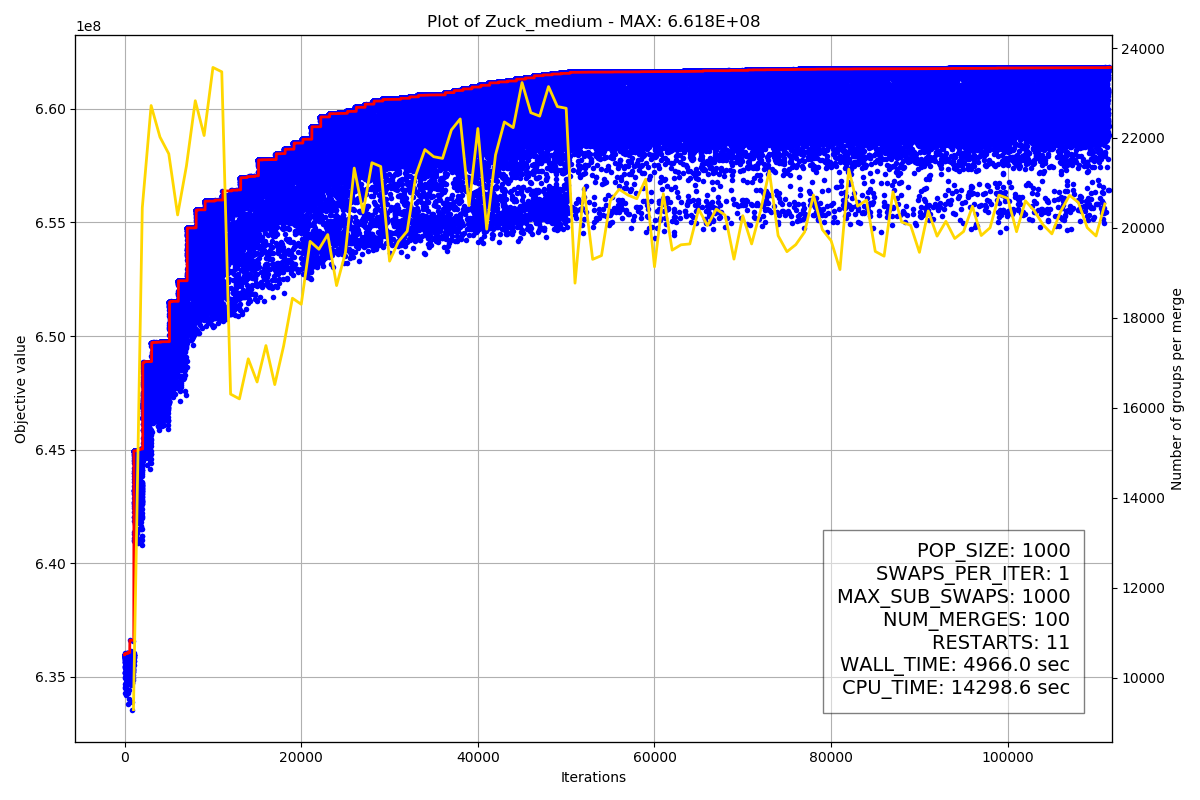 Plot of Zuck_medium - MAX: 6.618E+08
1e8
6.60
6.55
6.50
6.45
6.40
6.35
Objective value
24000
22000
20000
18000
16000
14000
12000
10000
Number of groups per merge
POP_SIZE: 1000
SWAPS_PER_ITER: 1
MAX_SUB_SWAPS: 1000
NUM_MERGES: 100
RESTARTS: 11
WALL_TIME: 4966.0 sec
CPU_TIME: 14298.6 sec
0
20000
40000
60000
80000
100000
Iterations